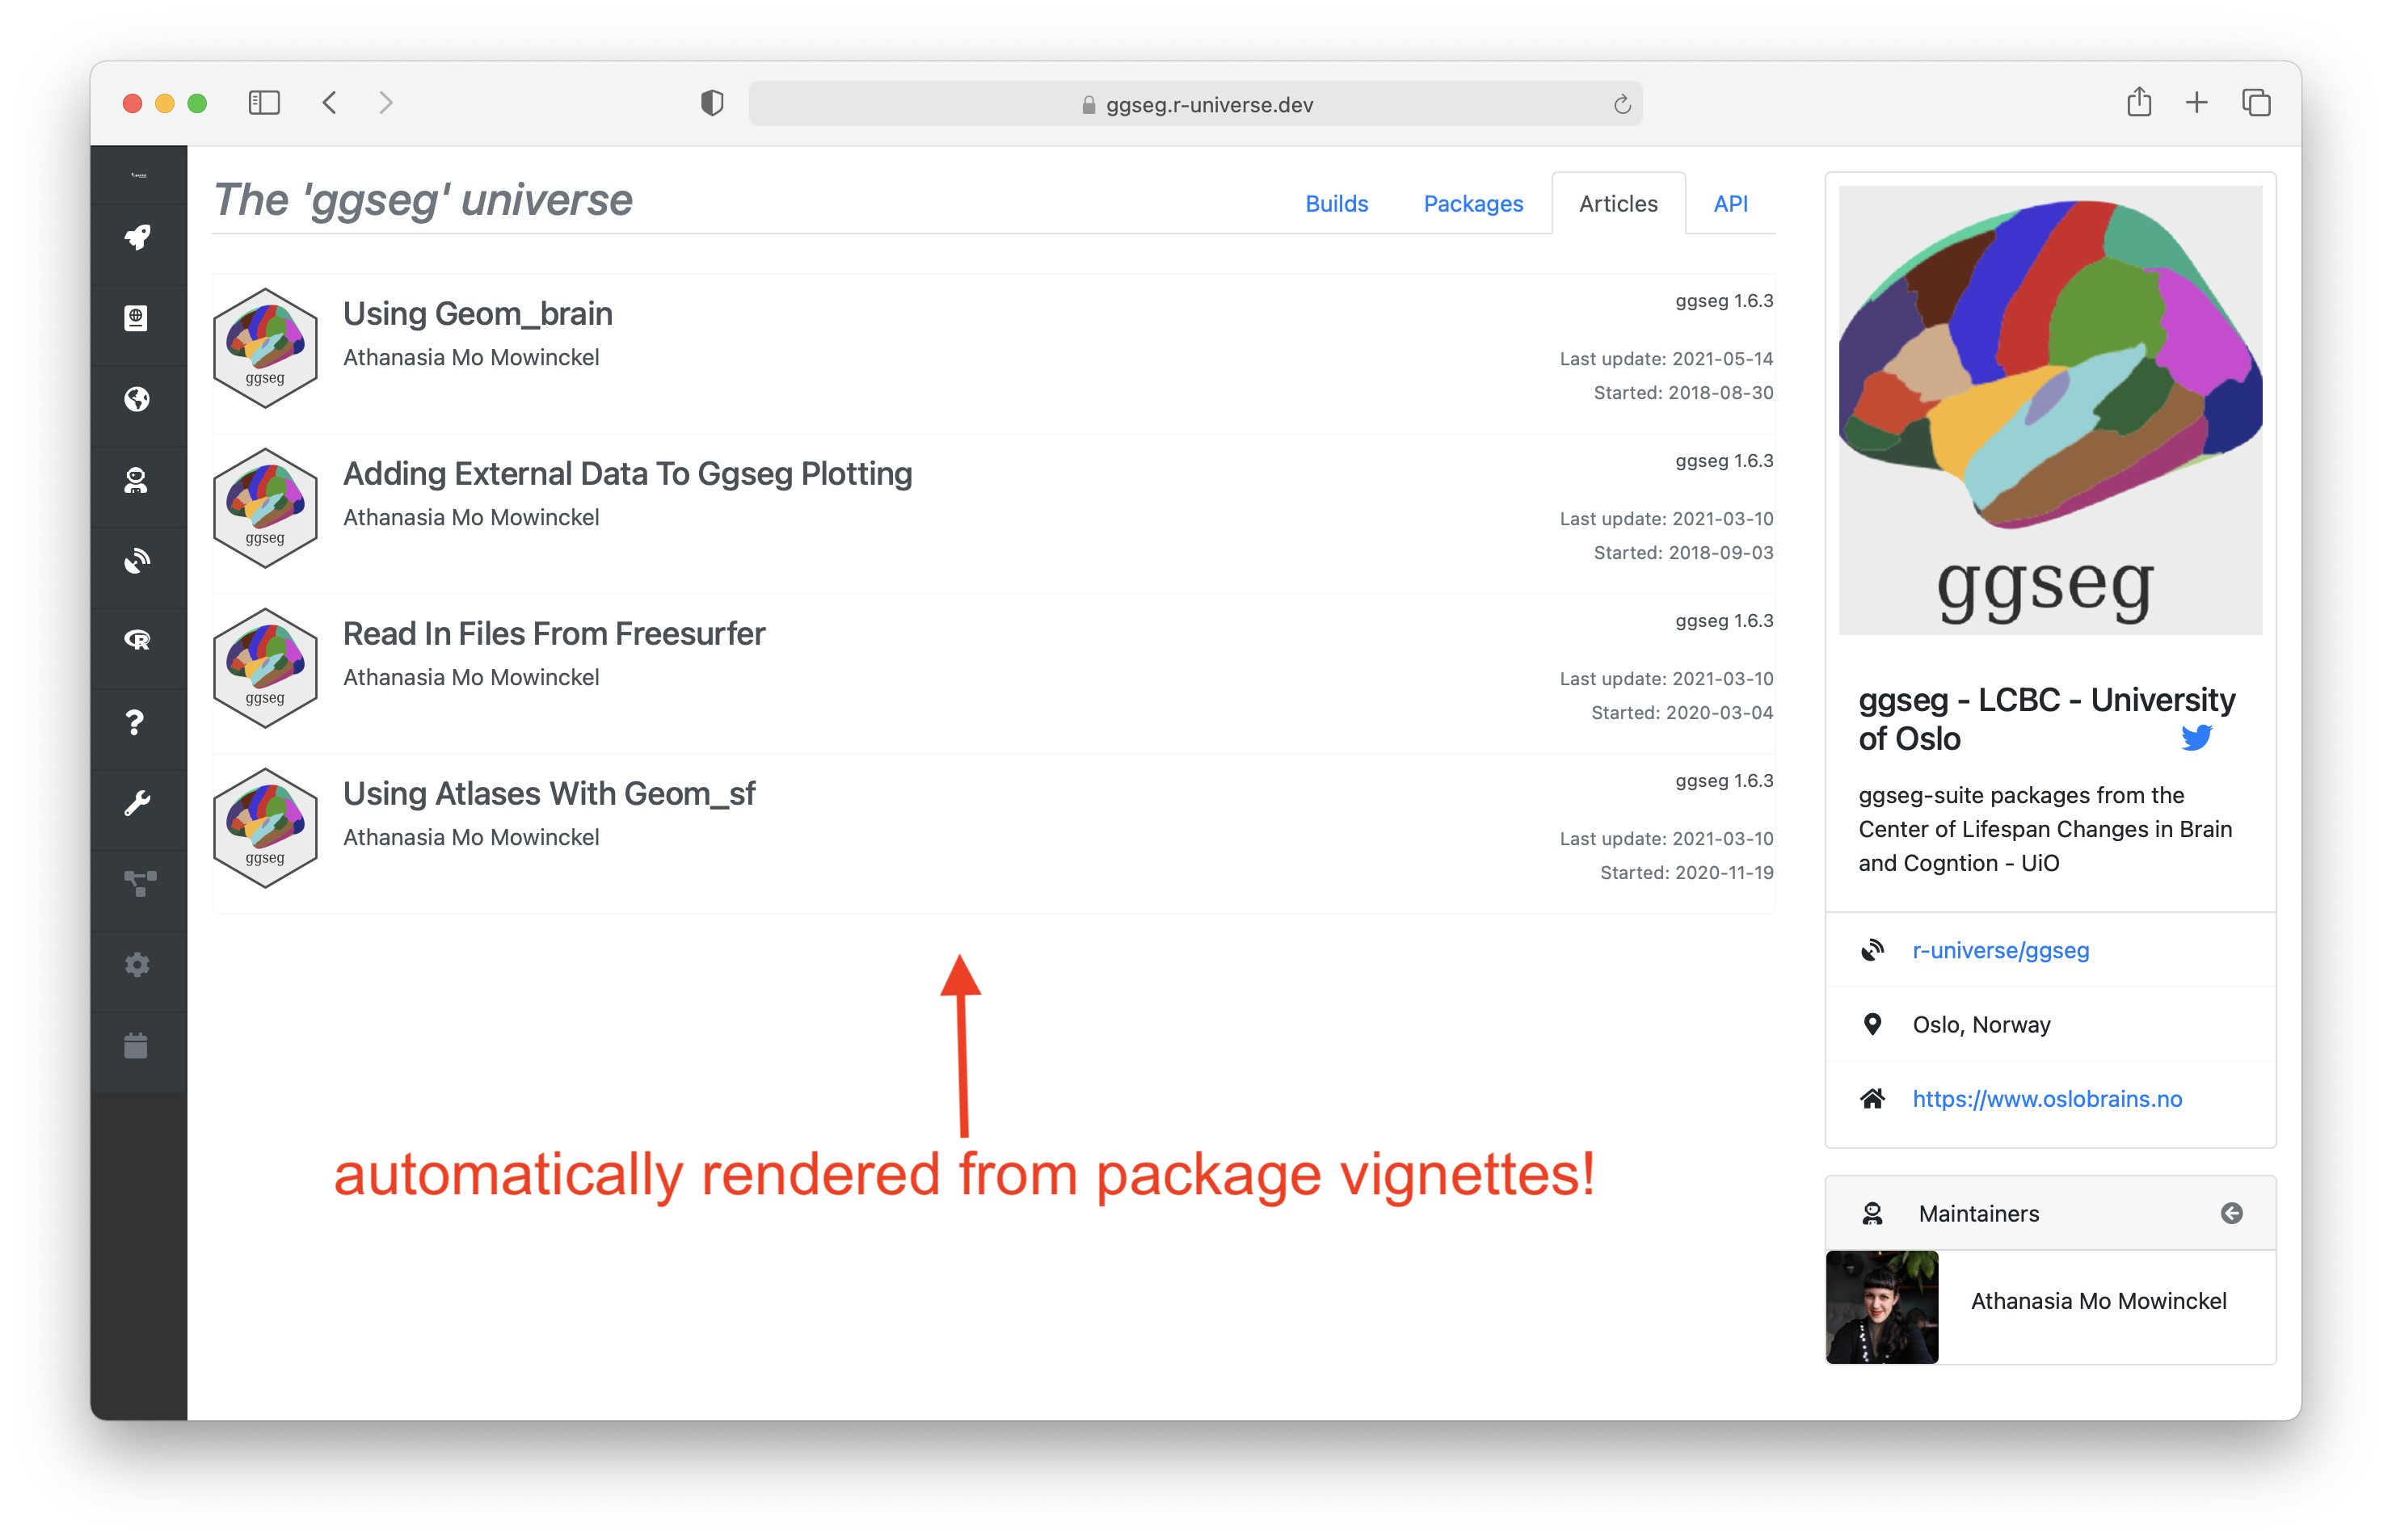 ggseg.r-universe.dev
The 'ggseg' universe
Builds
Packages
Articles
API
Using Geom_brain
Athanasia Mo Mowinckel
ggseg 1.6.3
Last update: 2021-05-14
Started: 2018-08-30
ggseg
Adding External Data To Ggseg Plotting
Athanasia Mo Mowinckel
ggseg 1.6.3
Last update: 2021-03-10
Started: 2018-09-03
ggseg
Read In Files From Freesurfer
Athanasia Mo Mowinckel
ggseg 1.6.3
Last update: 2021-03-10
Started: 2020-03-04
ggseg
Using Atlases With Geom_sf
Athanasia Mo Mowinckel
ggseg 1.6.3
Last update: 2021-03-10
Started: 2020-11-19
ggseg
automatically rendered from package vignettes!
ggseg
ggseg - LCBC - University
of Oslo
ggseg-suite packages from the
Center of Lifespan Changes in Brain
and Cogntion - UiO
r-universe/ggseg
Oslo, Norway
https://www.oslobrains.no
Maintainers
Athanasia Mo Mowinckel